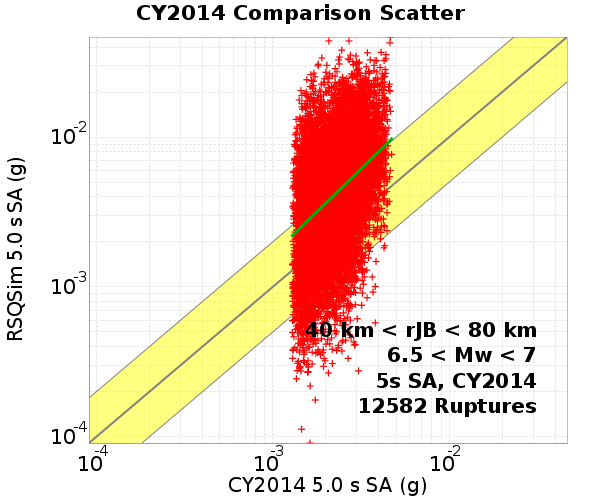 CY2014 Comparison Scatter
RSQSim 5.0 s SA (g)
10-2
10-3
10-4
40 km < rJB < 80 km
6.5 < Mw < 7
5s SA, CY2014
12582 Ruptures
10-4 10-3 10-2
CY2014 5.0 s SA (g)